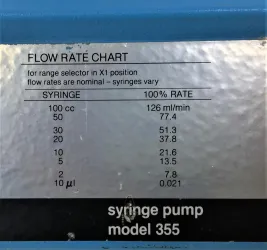 FLOW RATE CHART
for range selector in X1 position
flow rates are nominal – syringes vary
SYRINGE 100% RATE
100 cc 126 ml/min
50 77.4
30 51.3
20 37.8
10 21.6
5 13.5
2 7.8
10 µl 0.021
syringe pump
model 355